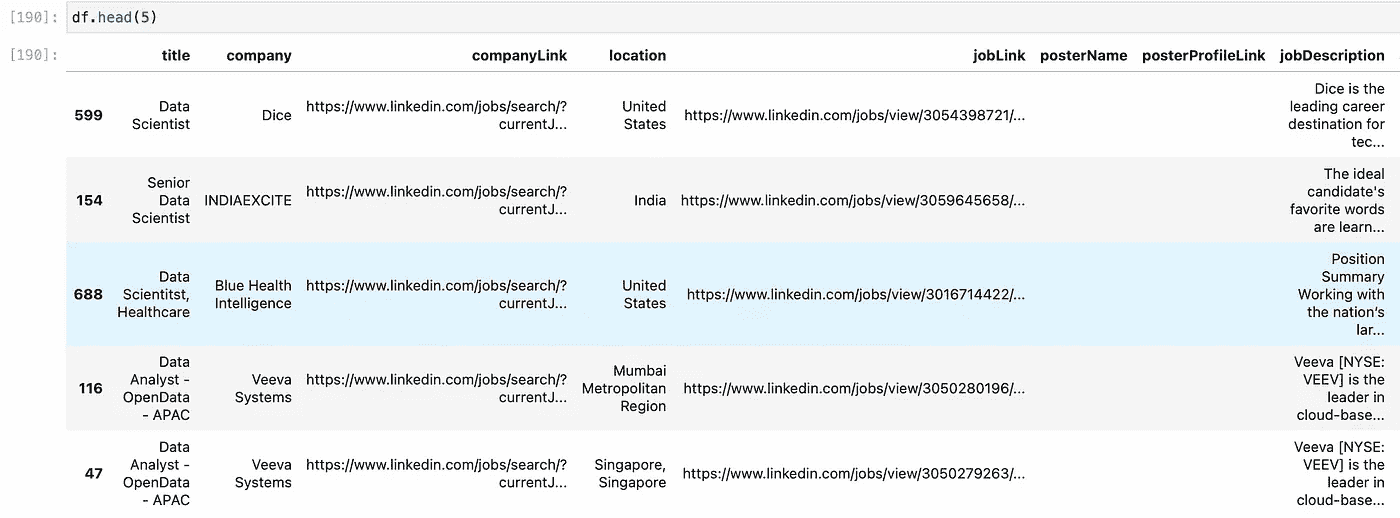 [190]: df.head(5)
[190]: title company companyLink location jobLink posterName posterProfileLink jobDescription
599 Data Scientist Dice https://www.linkedin.com/jobs/search/?currentJ... United States https://www.linkedin.com/jobs/view/3054398721/... Dice is the leading career destination for tec...
154 Senior Data Scientist INDIAEXCITE https://www.linkedin.com/jobs/search/?currentJ... India https://www.linkedin.com/jobs/view/3059645658/... The ideal candidate's favorite words are learn...
688 Data Scientitst, Healthcare Blue Health Intelligence https://www.linkedin.com/jobs/search/?currentJ... United States https://www.linkedin.com/jobs/view/3016714422/... Position Summary Working with the nation's lar...
116 Data Analyst - OpenData - APAC Veeva Systems https://www.linkedin.com/jobs/search/?currentJ... Mumbai Metropolitan Region https://www.linkedin.com/jobs/view/3050280196/... Veeva [NYSE: VEEV] is the leader in cloud-base...
47 Data Analyst - OpenData - APAC Veeva Systems https://www.linkedin.com/jobs/search/?currentJ... Singapore, Singapore https://www.linkedin.com/jobs/view/3050279263/... Veeva [NYSE: VEEV] is the leader in cloud-base...